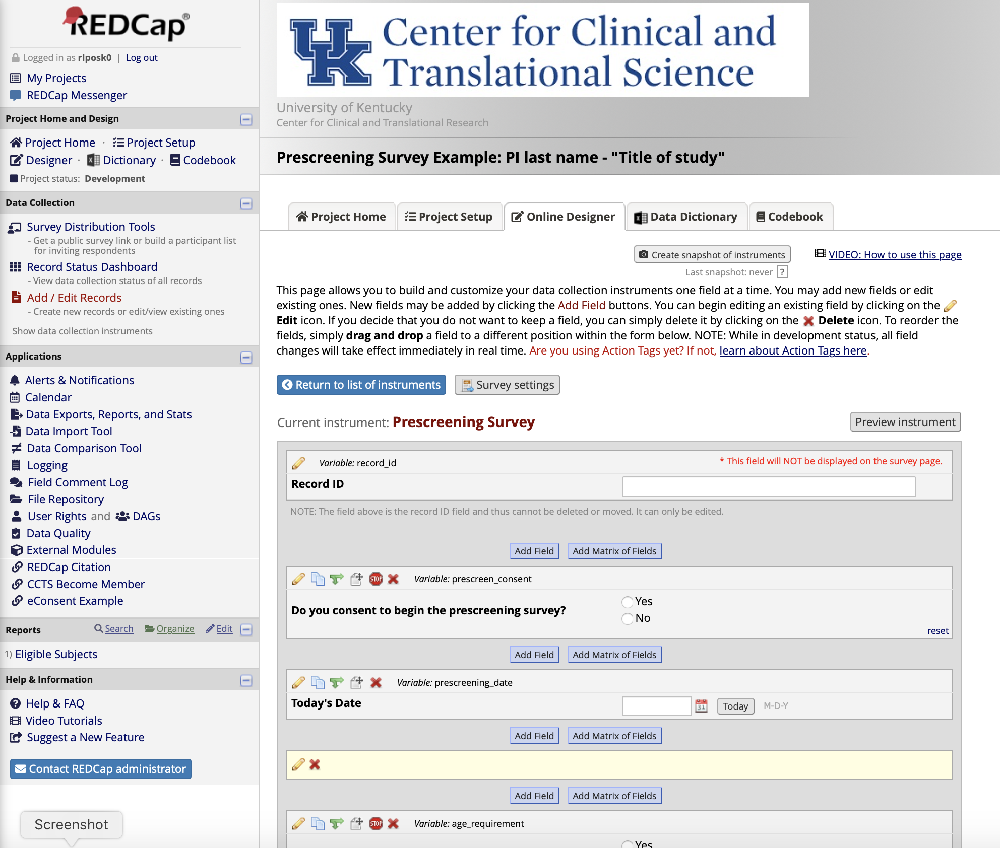 REDCap®
Logged in as rlposk0 | Log out
My Projects
REDCap Messenger
Project Home and Design
Project Home · Project Setup
Designer · Dictionary · Codebook
Project status: Development
Data Collection
Survey Distribution Tools
- Get a public survey link or build a participant list
for inviting respondents
Record Status Dashboard
- View data collection status of all records
Add / Edit Records
- Create new records or edit/view existing ones
Show data collection instruments
Applications
Alerts & Notifications
Calendar
Data Exports, Reports, and Stats
Data Import Tool
Data Comparison Tool
Logging
Field Comment Log
File Repository
User Rights and DAGs
Data Quality
External Modules
REDCap Citation
CCTS Become Member
eConsent Example
Reports Search Organize Edit
1) Eligible Subjects
Help & Information
Help & FAQ
Video Tutorials
Suggest a New Feature
Contact REDCap administrator
Screenshot
UK Center for Clinical and
Translational Science
University of Kentucky
Center for Clinical and Translational Research
Prescreening Survey Example: PI last name - "Title of study"
Project Home Project Setup Online Designer Data Dictionary Codebook
Create snapshot of instruments VIDEO: How to use this page
Last snapshot: never ?
This page allows you to build and customize your data collection instruments one field at a time. You may add new fields or edit
existing ones. New fields may be added by clicking the Add Field buttons. You can begin editing an existing field by clicking on the
Edit icon. If you decide that you do not want to keep a field, you can simply delete it by clicking on the Delete icon. To reorder the
fields, simply drag and drop a field to a different position within the form below. NOTE: While in development status, all field
changes will take effect immediately in real time. Are you using Action Tags yet? If not, learn about Action Tags here.
Return to list of instruments Survey settings
Current instrument: Prescreening Survey Preview instrument
Variable: record_id * This field will NOT be displayed on the survey page.
Record ID
NOTE: The field above is the record ID field and thus cannot be deleted or moved. It can only be edited.
Add Field Add Matrix of Fields
STOP Variable: prescreen_consent
Yes
Do you consent to begin the prescreening survey?
No
reset
Add Field Add Matrix of Fields
Variable: prescreening_date
Today's Date 31 Today M-D-Y
Add Field Add Matrix of Fields
Add Field Add Matrix of Fields
STOP Variable: age_requirement
Yes